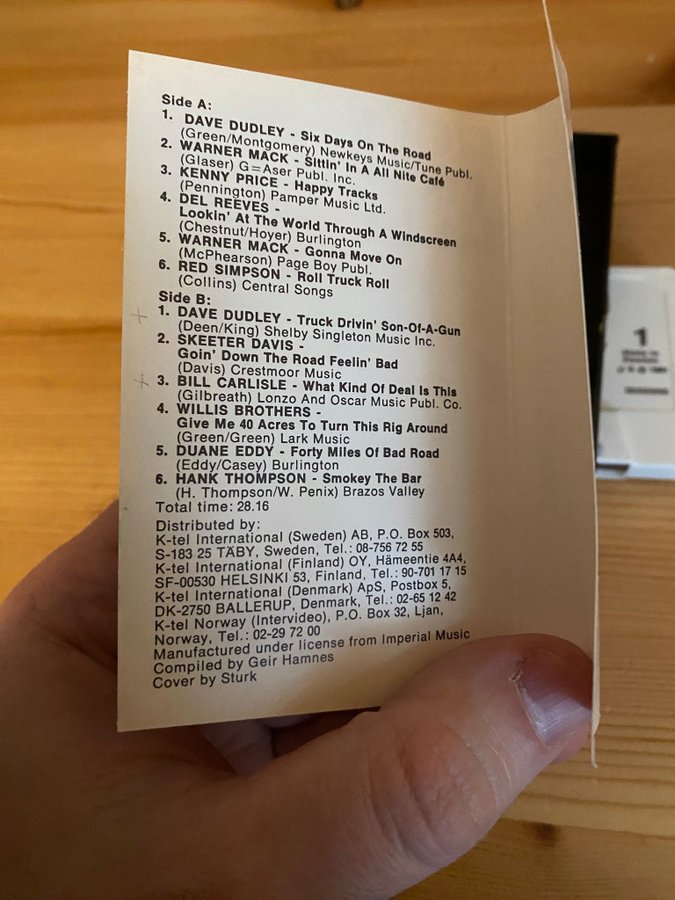 Side A:
1. DAVE DUDLEY - Six Days On The Road
(Green/Montgomery) Newkeys Music/Tune Publ.
2. WARNER MACK - Sittin' In A All Nite Café
(Glaser) G=Aser Publ. Inc.
3. KENNY PRICE - Happy Tracks
(Pennington) Pamper Music Ltd.
4. DEL REEVES -
Lookin' At The World Through A Windscreen
(Chestnut/Hoyer) Burlington
5. WARNER MACK - Gonna Move On
(McPhearson) Page Boy Publ.
6. RED SIMPSON - Roll Truck Roll
(Collins) Central Songs
Side B:
1. DAVE DUDLEY - Truck Drivin' Son-Of-A-Gun
(Deen/King) Shelby Singleton Music Inc.
2. SKEETER DAVIS -
Goin' Down The Road Feelin' Bad
(Davis) Crestmoor Music
3. BILL CARLISLE - What Kind Of Deal Is This
(Gilbreath) Lonzo And Oscar Music Publ. Co.
4. WILLIS BROTHERS -
Give Me 40 Acres To Turn This Rig Around
(Green/Green) Lark Music
5. DUANE EDDY - Forty Miles Of Bad Road
(Eddy/Casey) Burlington
6. HANK THOMPSON - Smokey The Bar
(H. Thompson/W. Penix) Brazos Valley
Total time: 28.16
Distributed by:
K-tel International (Sweden) AB, P.O. Box 503,
S-183 25 TÄBY, Sweden, Tel.: 08-756 72 55
K-tel International (Finland) OY, Hämeentie 4A4,
SF-00530 HELSINKI 53, Finland, Tel.: 90-701 17 15
K-tel International (Denmark) ApS, Postbox 5,
DK-2750 BALLERUP, Denmark, Tel.: 02-65 12 42
K-tel Norway (Intervideo), P.O. Box 32, Ljan,
Norway, Tel.: 02-29 72 00
Manufactured under license from Imperial Music
Compiled by Geir Hamnes
Cover by Sturk
1